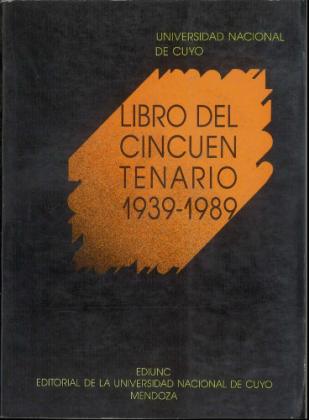 UNIVERSIDAD NACIONAL
DE CUYO
LIBRO DEL
CINCUEN
TENARIO
1939-1989
EDIUNC
EDITORIAL DE LA UNIVERSIDAD NACIONAL DE CUYO
MENDOZA